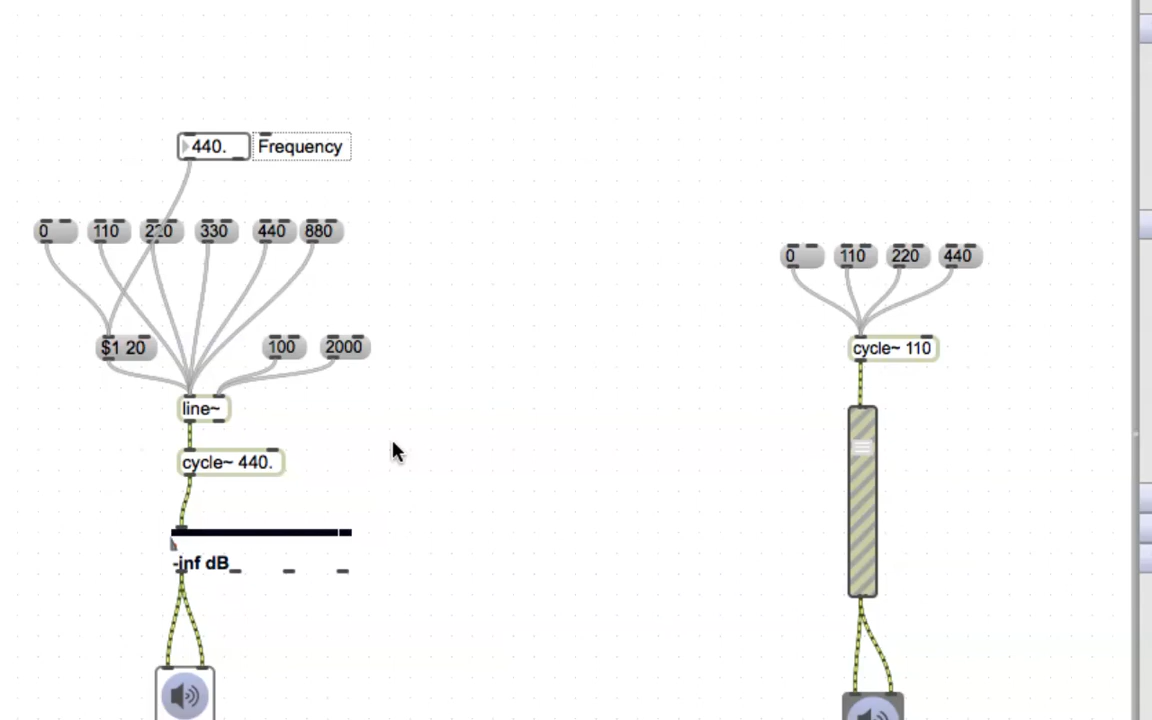 440. Frequency
0 110 220 330 440 880
$1 20 100 2000
line~
cycle~ 440.
-inf dB
0 110 220 440
cycle~ 110